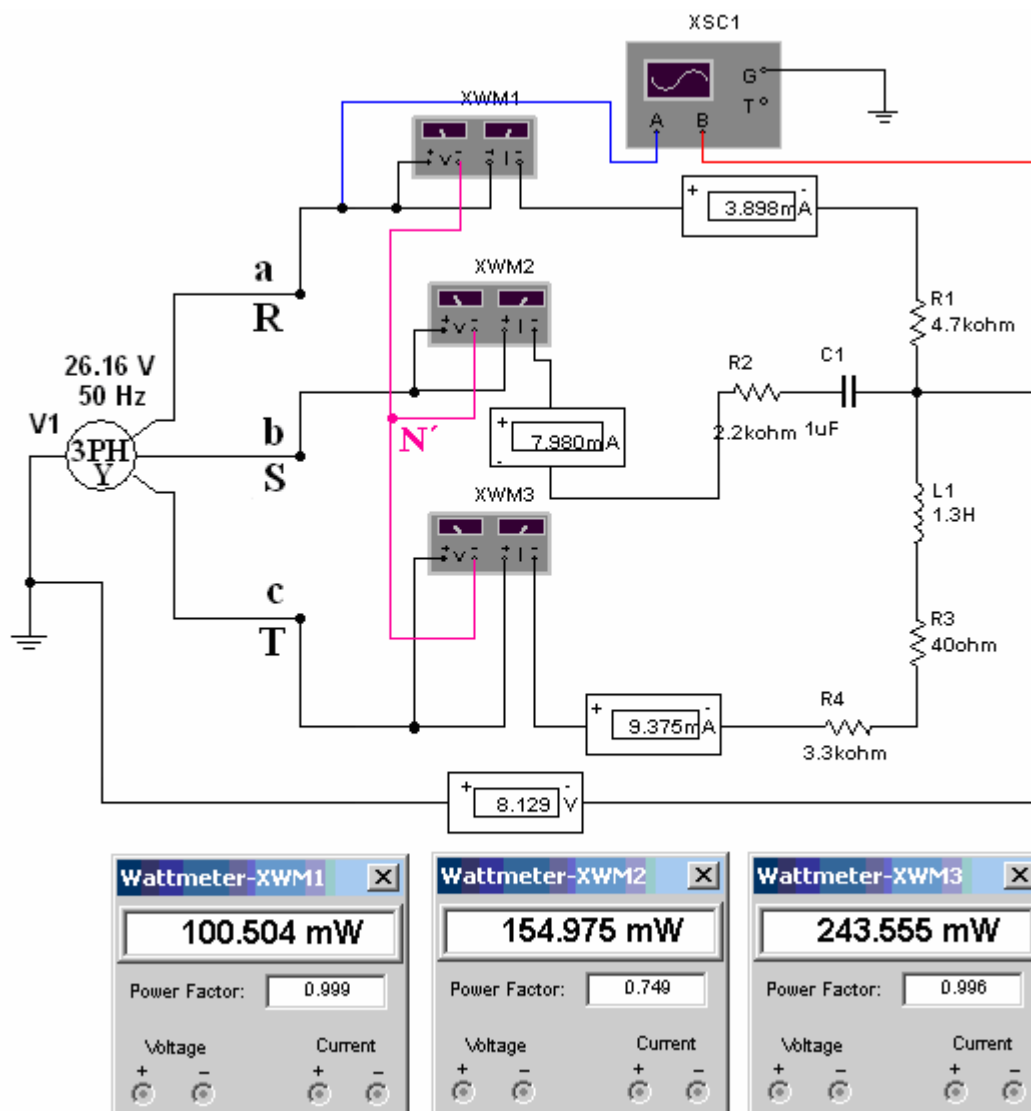 XSC1
G
T
A B
XWM1
+ V - + I -
+ 3.898mA -
a
R
XWM2
+ V - + I -
R1
4.7kohm
26.16 V
50 Hz
V1
3PH
Y
b
S
N´
+ 7.980mA -
R2
2.2kohm
C1
1uF
L1
1.3H
XWM3
+ V - + I -
c
T
R3
40ohm
+ 9.375mA -
R4
3.3kohm
+ 8.129 V -
Wattmeter-XWM1
100.504 mW
Power Factor: 0.999
Voltage Current
+ - + -
Wattmeter-XWM2
154.975 mW
Power Factor: 0.749
Voltage Current
+ - + -
Wattmeter-XWM3
243.555 mW
Power Factor: 0.996
Voltage Current
+ - + -